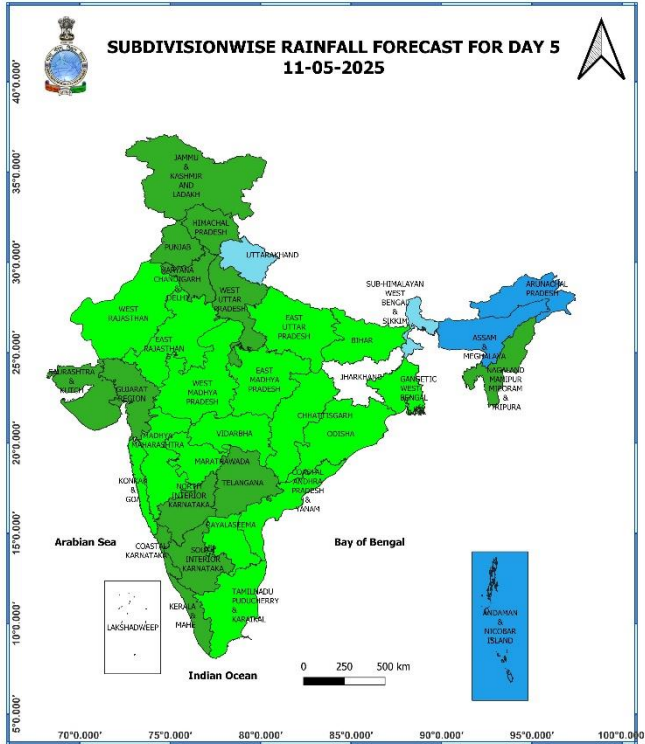 SUBDIVISIONWISE RAINFALL FORECAST FOR DAY 5
11-05-2025
40°0.000'
35°0.000'
30°0.000'
25°0.000'
20°0.000'
15°0.000'
10°0.000'
5°0.000'
JAMMU
&
KASHMIR
AND
LADAKH
HIMACHAL
PRADESH
PUNJAB
UTTARAKHAND
CHANDIGARH
&
DELHI
WEST
UTTAR
PRADESH
WEST
RAJASTHAN
EAST
RAJASTHAN
EAST
UTTAR
PRADESH
BIHAR
SUB-HIMALAYAN
WEST
BENGAL
&
SIKKIM
ARUNACHAL
PRADESH
ASSAM
&
MEGHALAYA
NAGALAND
MANIPUR
MIZORAM
&
TRIPURA
SAURASHTRA
&
KUTCH
GUJARAT
REGION
WEST
MADHYA
PRADESH
EAST
MADHYA
PRADESH
JHARKHAND
GANGETIC
WEST
BENGAL
CHHATTISGARH
ODISHA
MADHYA
MAHARASHTRA
VIDARBHA
MARATHWADA
KONKAN
&
GOA
NORTH
INTERIOR
KARNATAKA
TELANGANA
COASTAL
ANDHRA
PRADESH
&
YANAM
RAYALASEEMA
Arabian Sea
COASTAL
KARNATAKA
SOUTH
INTERIOR
KARNATAKA
Bay of Bengal
TAMILNADU
PUDUCHERRY
&
KARAIKAL
KERALA
&
MAHE
LAKSHADWEEP
ANDAMAN
&
NICOBAR
ISLAND
Indian Ocean
0 250 500 km
70°0.000' 75°0.000' 80°0.000' 85°0.000' 90°0.000' 95°0.000' 100°0.000'